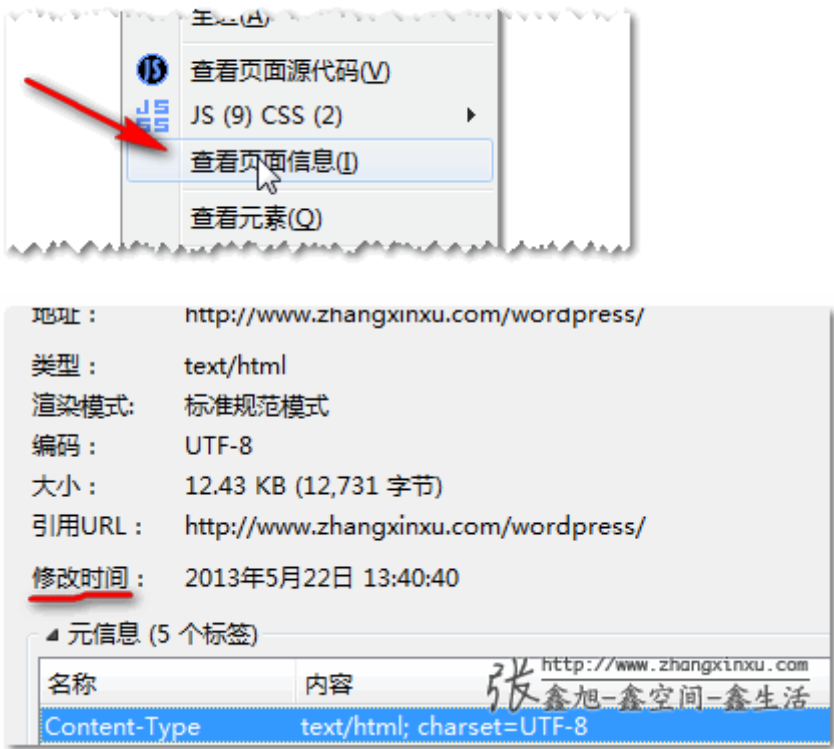 全选(A)
查看页面源代码(V)
JS (9) CSS (2)
查看页面信息(I)
查看元素(Q)
地址： http://www.zhangxinxu.com/wordpress/
类型： text/html
渲染模式: 标准规范模式
编码： UTF-8
大小： 12.43 KB (12,731 字节)
引用URL： http://www.zhangxinxu.com/wordpress/
修改时间： 2013年5月22日 13:40:40
元信息 (5 个标签)
名称 内容
Content-Type text/html; charset=UTF-8
http://www.zhangxinxu.com
张鑫旭-鑫空间-鑫生活